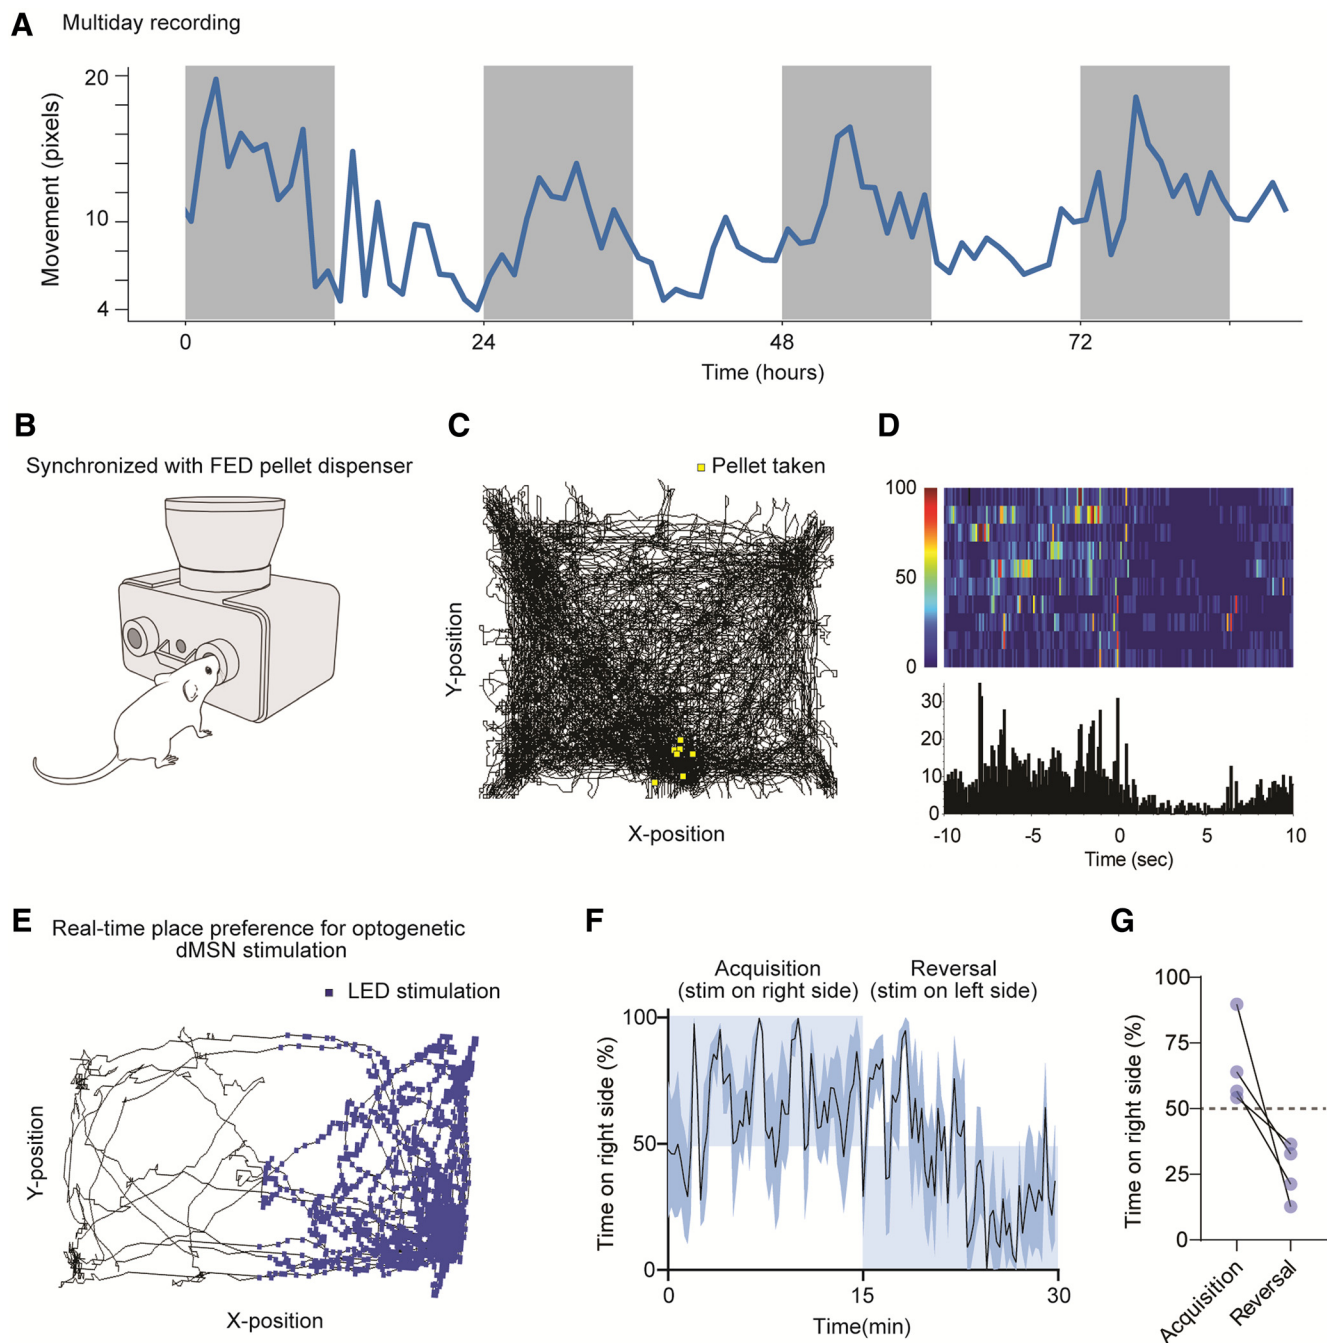 A Multiday recording
20
10
4
Movement (pixels)
0 24 48 72
Time (hours)
B
Synchronized with FED pellet dispenser
C
Pellet taken
Y-position
X-position
D
100
50
0
30
20
10
0
-10 -5 0 5 10
Time (sec)
E Real-time place preference for optogenetic
dMSN stimulation
LED stimulation
Y-position
X-position
F
Acquisition
(stim on right side)
Reversal
(stim on left side)
Time on right side (%)
100
50
0
0 15 30
Time(min)
G
Time on right side (%)
100
75
50
25
0
Acquisition
Reversal